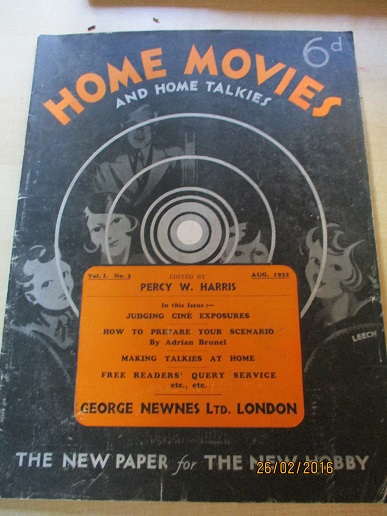 6d
HOME MOVIES
AND HOME TALKIES
Vol. I. No. 3
EDITED BY
AUG. 1932
PERCY W. HARRIS
In this Issue :—
JUDGING CINÉ EXPOSURES
HOW TO PREPARE YOUR SCENARIO
By Adrian Brunel
MAKING TALKIES AT HOME
FREE READERS' QUERY SERVICE
etc., etc.
GEORGE NEWNES LTD. LONDON
LEECH
THE NEW PAPER for THE NEW HOBBY
26/02/2016